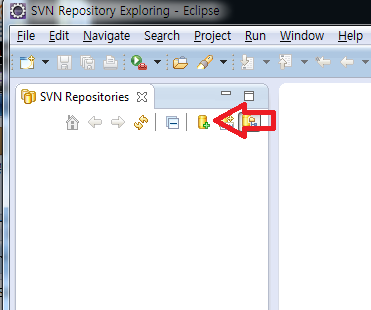 SVN Repository Exploring - Eclipse
File Edit Navigate Search Project Run Window Help
SVN Repositories